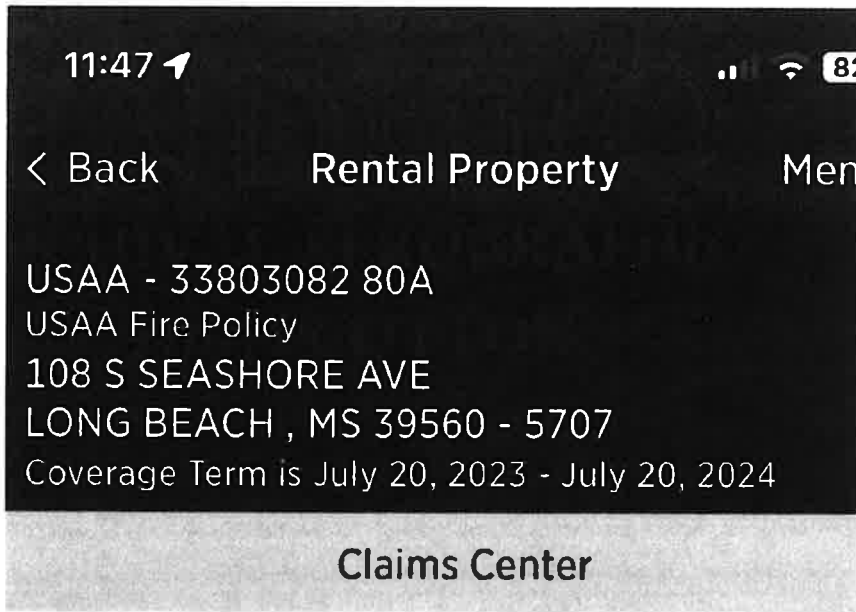 11:47
< Back Rental Property Men
USAA - 33803082 80A
USAA Fire Policy
108 S SEASHORE AVE
LONG BEACH , MS 39560 - 5707
Coverage Term is July 20, 2023 - July 20, 2024
Claims Center